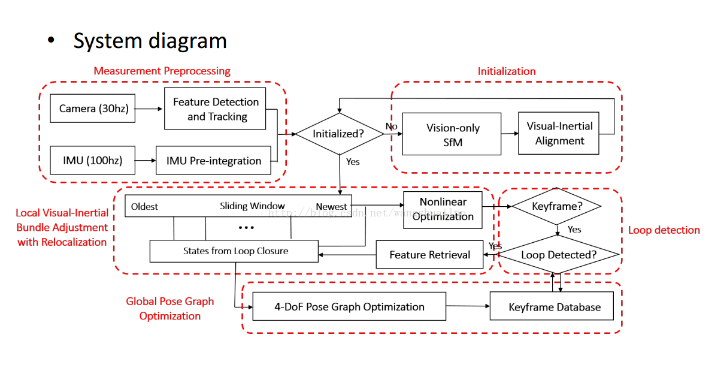 • System diagram
Measurement Preprocessing
Initialization
Camera (30hz)
Feature Detection
and Tracking
IMU (100hz)
IMU Pre-integration
Initialized?
No
Yes
Vision-only
SfM
Visual-Inertial
Alignment
Local Visual-Inertial
Bundle Adjustment
with Relocalization
Oldest
Sliding Window
Newest
•••
States from Loop Closure
Nonlinear
Optimization
Feature Retrieval
Keyframe?
Yes
Yes
Loop Detected?
Loop detection
Global Pose Graph
Optimization
4-DoF Pose Graph Optimization
Keyframe Database